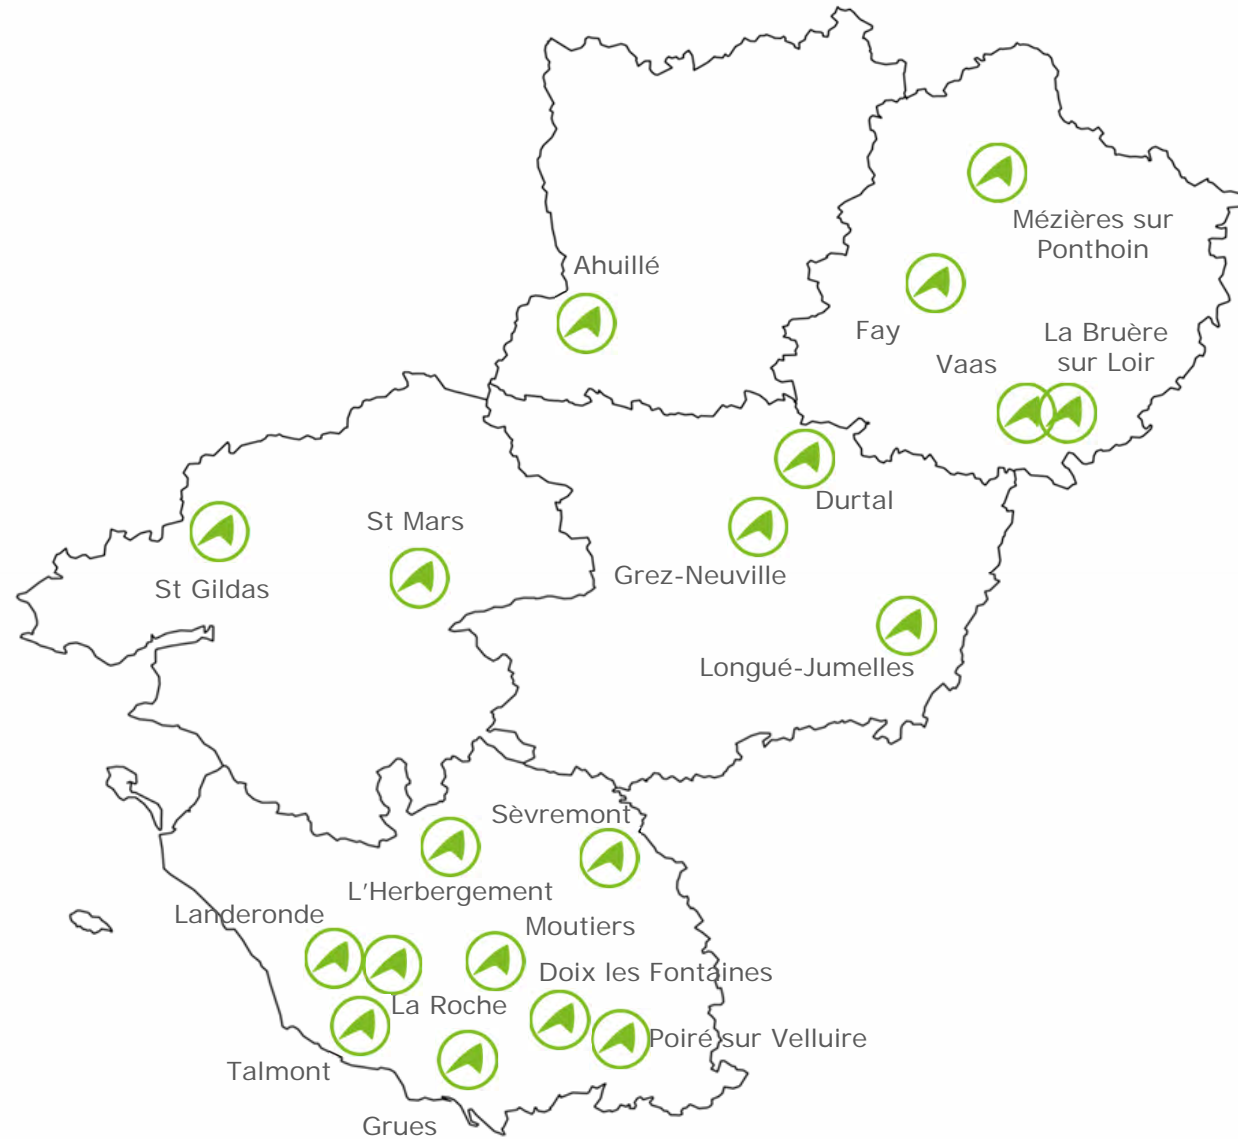 Mézières sur
Ponthoin
Ahuillé
Fay
La Bruère
sur Loir
Vaas
Durtal
St Mars
Grez-Neuville
St Gildas
Longué-Jumelles
Sèvremont
L'Herbergement
Landeronde
Moutiers
Doix les Fontaines
La Roche
Poiré sur Velluire
Talmont
Grues